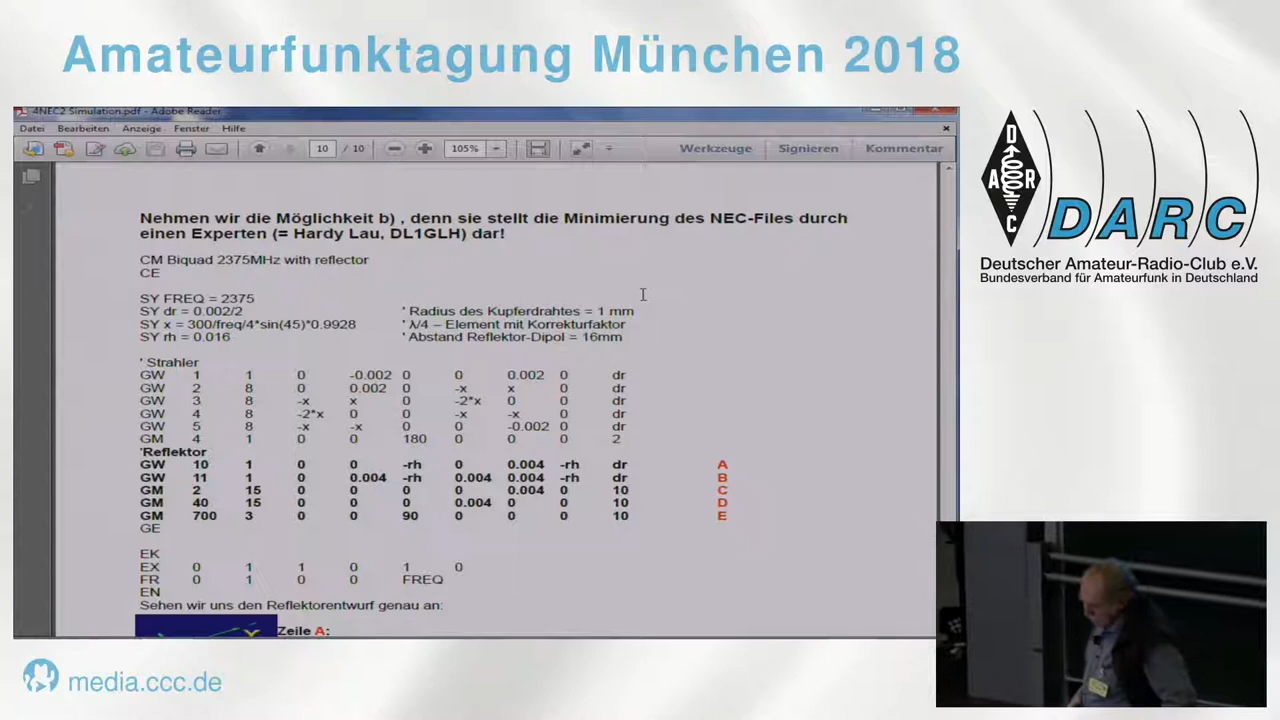 Amateurfunktagung München 2018
4NEC2 Simulation.pdf - Adobe Reader
Datei Bearbeiten Anzeige Fenster Hilfe
10 / 10 105% Werkzeuge Signieren Kommentar
Nehmen wir die Möglichkeit b) , denn sie stellt die Minimierung des NEC-Files durch
einen Experten (= Hardy Lau, DL1GLH) dar!
CM Biquad 2375MHz with reflector
CE
SY FREQ = 2375
SY dr = 0.002/2 ' Radius des Kupferdrahtes = 1 mm
SY x = 300/freq/4*sin(45)*0.9928 ' λ/4 – Element mit Korrekturfaktor
SY rh = 0.016 ' Abstand Reflektor-Dipol = 16mm
' Strahler
GW 1 1 0 -0.002 0 0 0.002 0 dr
GW 2 8 0 0.002 0 -x x 0 dr
GW 3 8 -x x 0 -2*x 0 0 dr
GW 4 8 -2*x 0 0 -x -x 0 dr
GW 5 8 -x -x 0 0 -0.002 0 dr
GM 4 1 0 0 180 0 0 0 2
'Reflektor
GW 10 1 0 0 -rh 0 0.004 -rh dr A
GW 11 1 0 0.004 -rh 0.004 0.004 -rh dr B
GM 2 15 0 0 0 0 0.004 0 10 C
GM 40 15 0 0 0 0.004 0 0 10 D
GM 700 3 0 0 90 0 0 0 10 E
GE
EK
EX 0 1 1 0 1 0
FR 0 1 0 0 FREQ
EN
Sehen wir uns den Reflektorentwurf genau an:
Y Zeile A:
D
A R
C
DARC
Deutscher Amateur-Radio-Club e.V.
Bundesverband für Amateurfunk in Deutschland
media.ccc.de